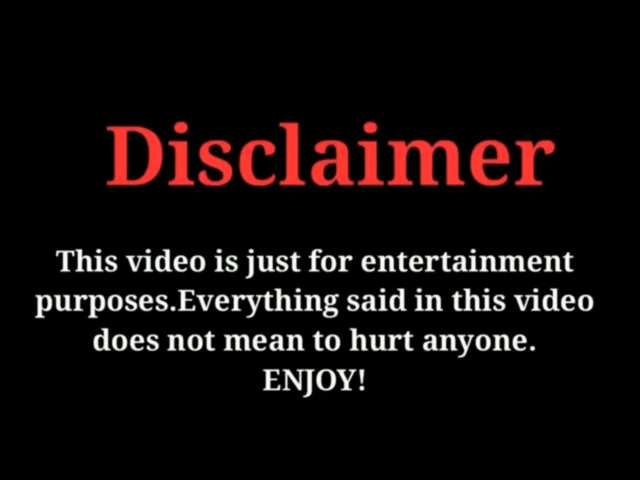 Disclaimer
This video is just for entertainment
purposes.Everything said in this video
does not mean to hurt anyone.
ENJOY!